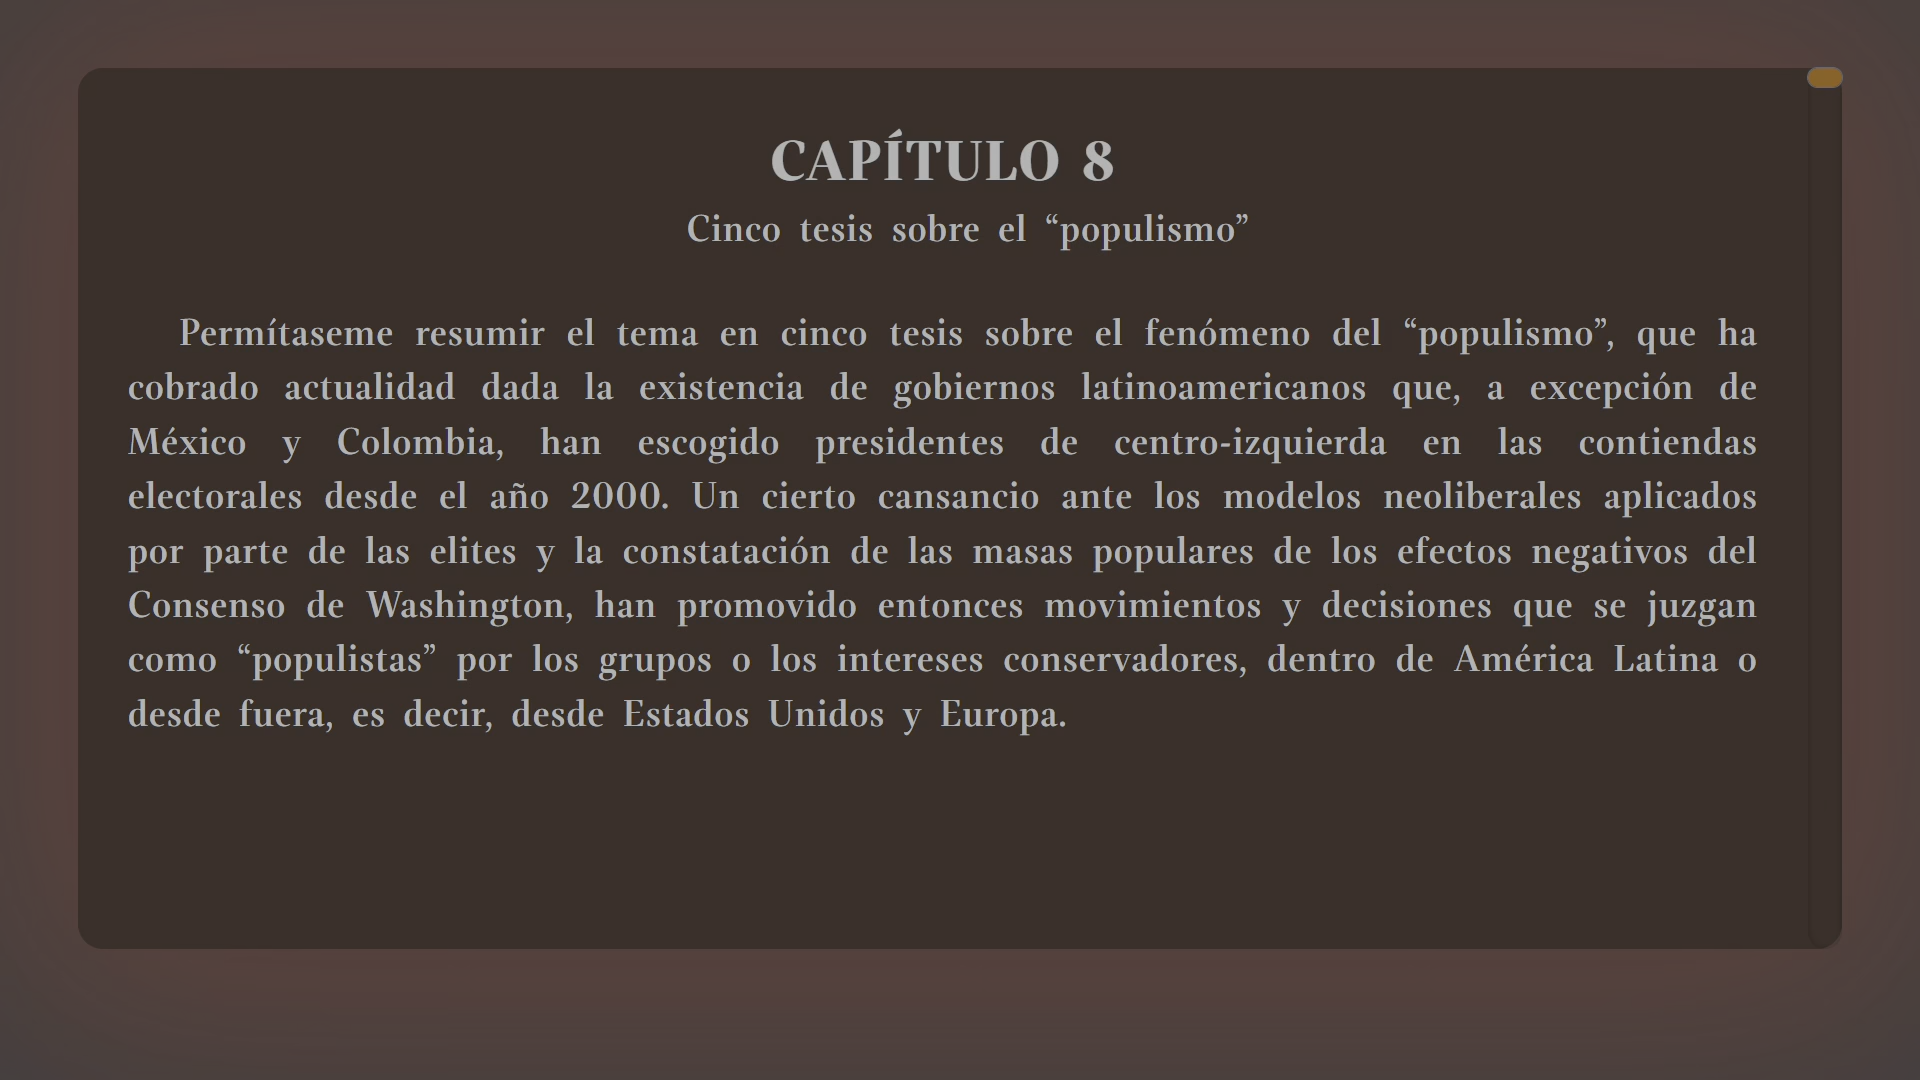 CAPÍTULO 8
Cinco tesis sobre el “populismo”
Permítaseme resumir el tema en cinco tesis sobre el fenómeno del “populismo”, que ha
cobrado actualidad dada la existencia de gobiernos latinoamericanos que, a excepción de
México y Colombia, han escogido presidentes de centro-izquierda en las contiendas
electorales desde el año 2000. Un cierto cansancio ante los modelos neoliberales aplicados
por parte de las elites y la constatación de las masas populares de los efectos negativos del
Consenso de Washington, han promovido entonces movimientos y decisiones que se juzgan
como “populistas” por los grupos o los intereses conservadores, dentro de América Latina o
desde fuera, es decir, desde Estados Unidos y Europa.